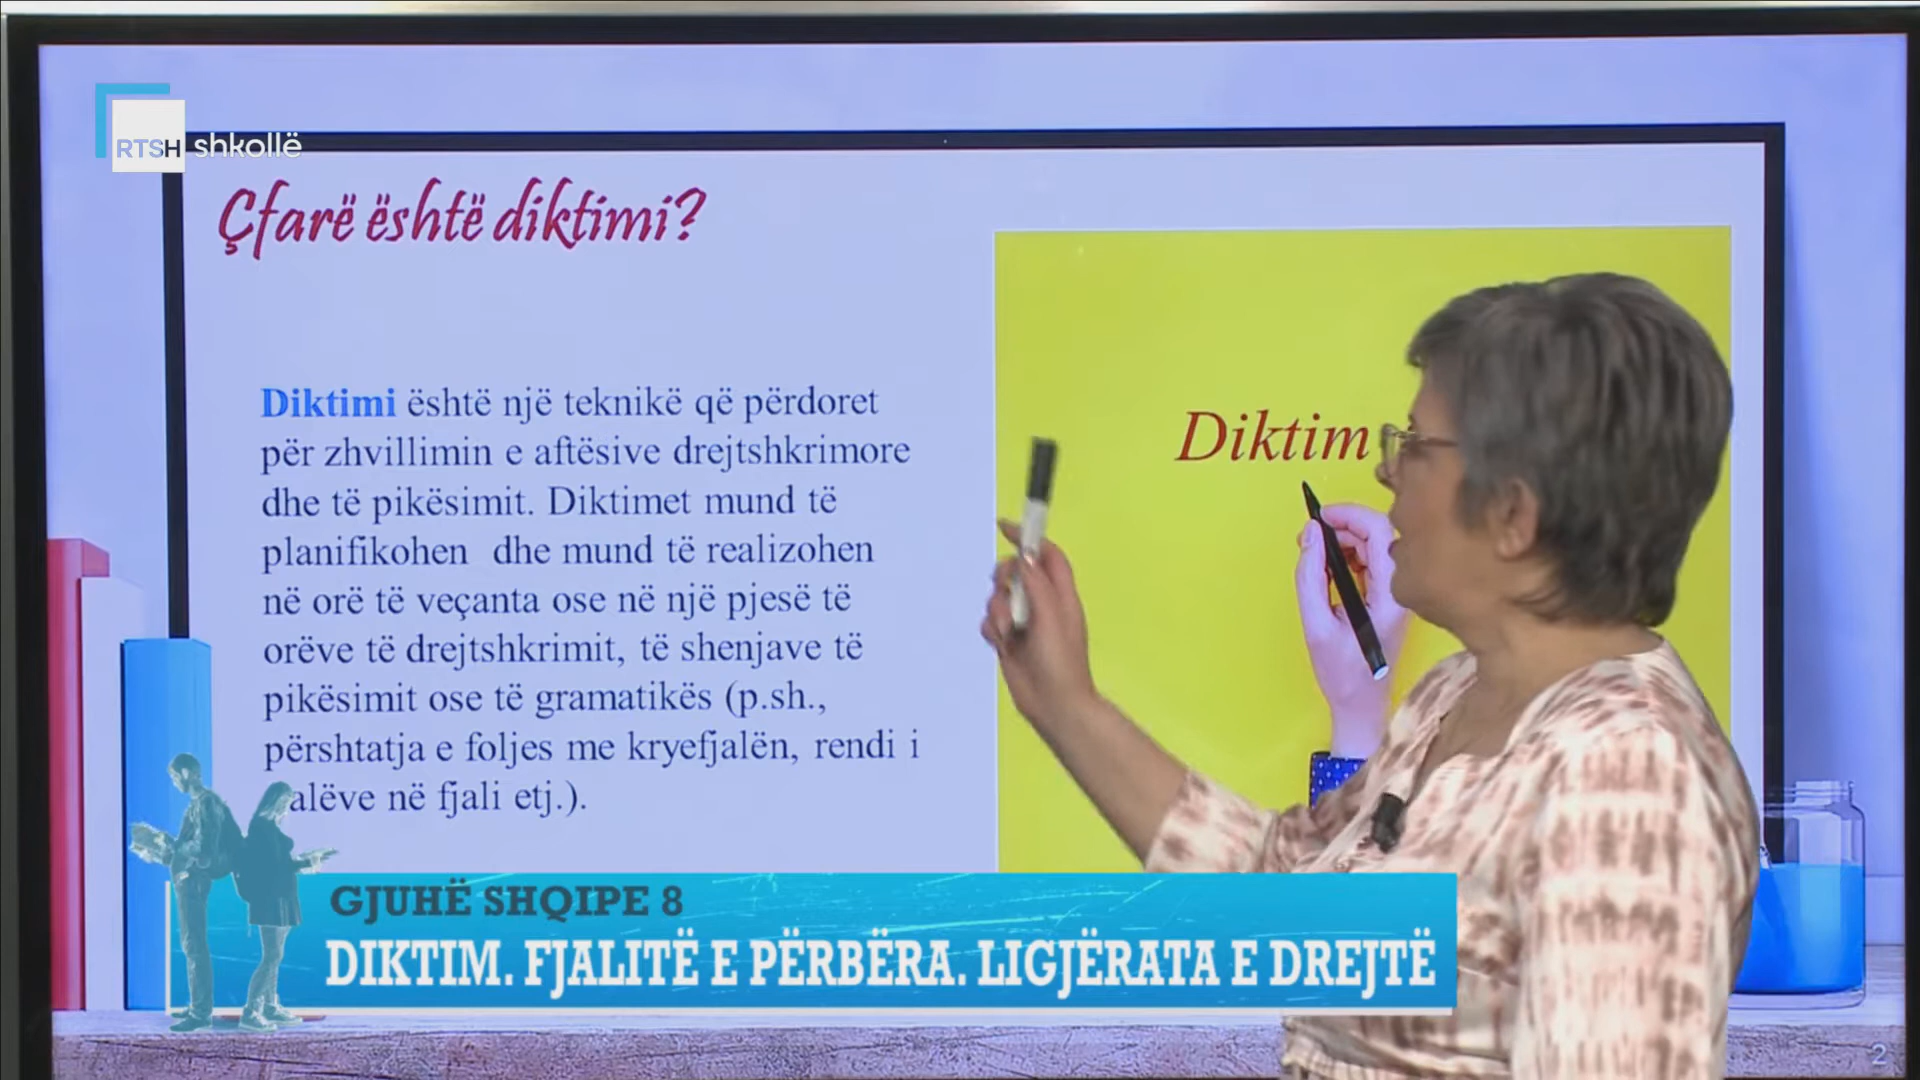 RTSH shkollë
Çfarë është diktimi?
Diktimi është një teknikë që përdoret
për zhvillimin e aftësive drejtshkrimore
dhe të pikësimit. Diktimet mund të
planifikohen dhe mund të realizohen
në orë të veçanta ose në një pjesë të
orëve të drejtshkrimit, të shenjave të
pikësimit ose të gramatikës (p.sh.,
përshtatja e foljes me kryefjalën, rendi i
alëve në fjali etj.).
Diktim
GJUHË SHQIPE 8
DIKTIM. FJALITË E PËRBËRA. LIGJËRATA E DREJTË
2